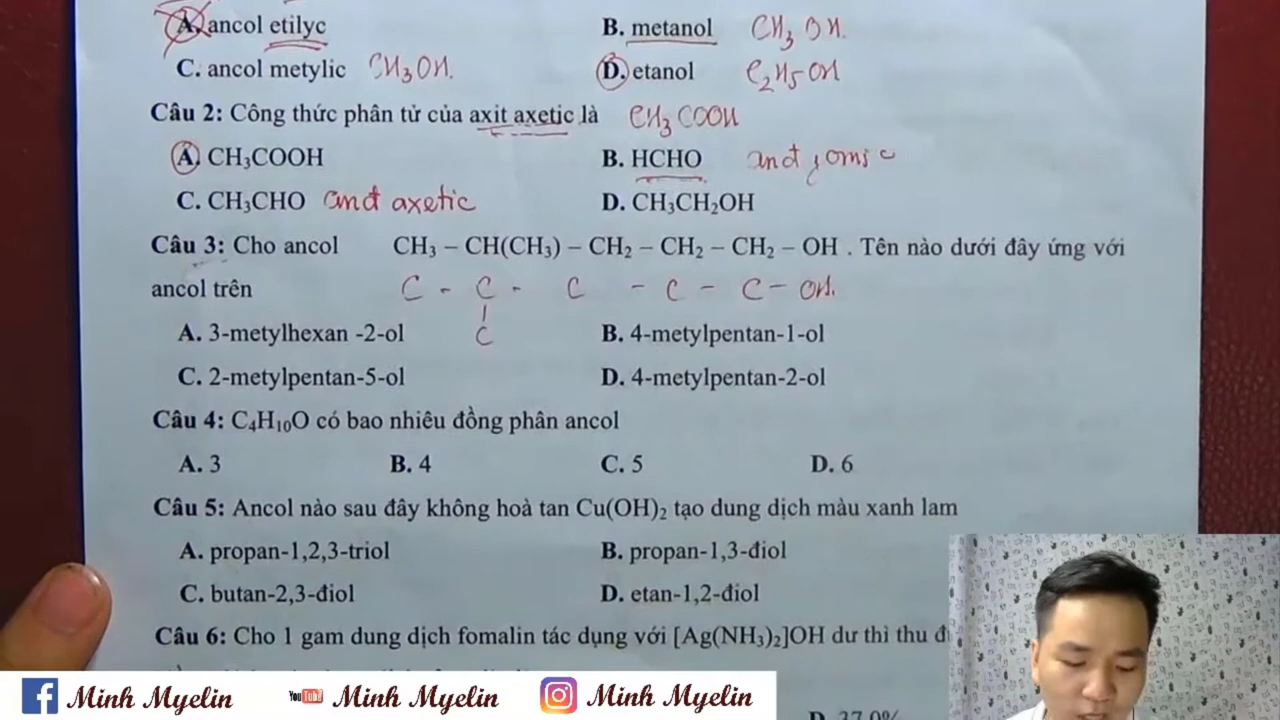 A. ancol etilyc B. metanol CH3OH.
C. ancol metylic CH3OH. D. etanol C2H5OH
Câu 2: Công thức phân tử của axit axetic là CH3COOH
A. CH₃COOH B. HCHO
C. CH₃CHO anđ axetic D. CH₃CH₂OH
Câu 3: Cho ancol CH₃ – CH(CH₃) – CH₂ – CH₂ – CH₂ – OH . Tên nào dưới đây ứng với
ancol trên C - C - C - C - C - OH.
C
A. 3-metylhexan -2-ol B. 4-metylpentan-1-ol
C. 2-metylpentan-5-ol D. 4-metylpentan-2-ol
Câu 4: C₄H₁₀O có bao nhiêu đồng phân ancol
A. 3 B. 4 C. 5 D. 6
Câu 5: Ancol nào sau đây không hoà tan Cu(OH)₂ tạo dung dịch màu xanh lam
A. propan-1,2,3-triol B. propan-1,3-điol
C. butan-2,3-điol D. etan-1,2-điol
Câu 6: Cho 1 gam dung dịch fomalin tác dụng với [Ag(NH₃)₂]OH dư thì thu
Minh Myelin You Tube Minh Myelin Minh Myelin